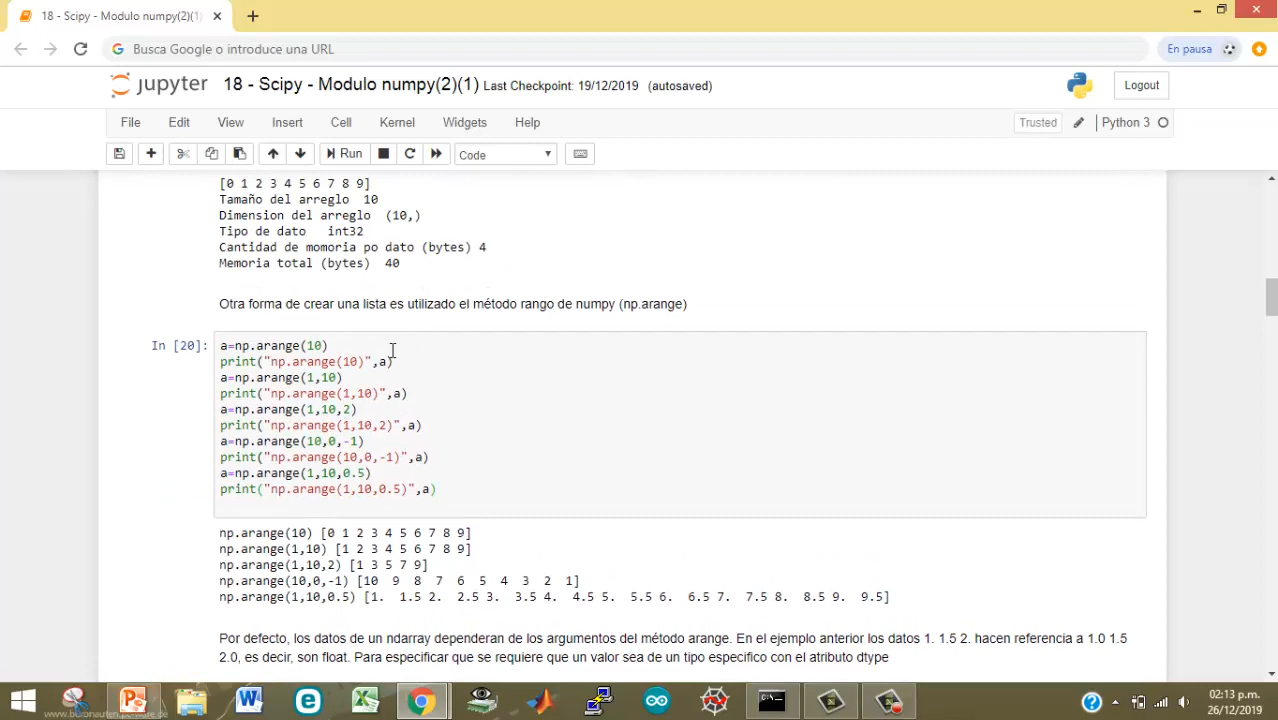 18 - Scipy - Modulo numpy(2)(1)
Busca Google o introduce una URL
En pausa
jupyter 18 - Scipy - Modulo numpy(2)(1) Last Checkpoint: 19/12/2019 (autosaved)
Logout
File Edit View Insert Cell Kernel Widgets Help
Trusted Python 3
Run Code
[0 1 2 3 4 5 6 7 8 9]
Tamaño del arreglo 10
Dimension del arreglo (10,)
Tipo de dato int32
Cantidad de momoria po dato (bytes) 4
Memoria total (bytes) 40
Otra forma de crear una lista es utilizado el método rango de numpy (np.arange)
In [20]: a=np.arange(10)
print("np.arange(10)",a)
a=np.arange(1,10)
print("np.arange(1,10)",a)
a=np.arange(1,10,2)
print("np.arange(1,10,2)",a)
a=np.arange(10,0,-1)
print("np.arange(10,0,-1)",a)
a=np.arange(1,10,0.5)
print("np.arange(1,10,0.5)",a)
np.arange(10) [0 1 2 3 4 5 6 7 8 9]
np.arange(1,10) [1 2 3 4 5 6 7 8 9]
np.arange(1,10,2) [1 3 5 7 9]
np.arange(10,0,-1) [10 9 8 7 6 5 4 3 2 1]
np.arange(1,10,0.5) [1. 1.5 2. 2.5 3. 3.5 4. 4.5 5. 5.5 6. 6.5 7. 7.5 8. 8.5 9. 9.5]
Por defecto, los datos de un ndarray dependeran de los argumentos del método arange. En el ejemplo anterior los datos 1. 1.5 2. hacen referencia a 1.0 1.5
2.0, es decir, son float. Para especificar que se requiere que un valor sea de un tipo especifico con el atributo dtype
02:13 p.m.
26/12/2019